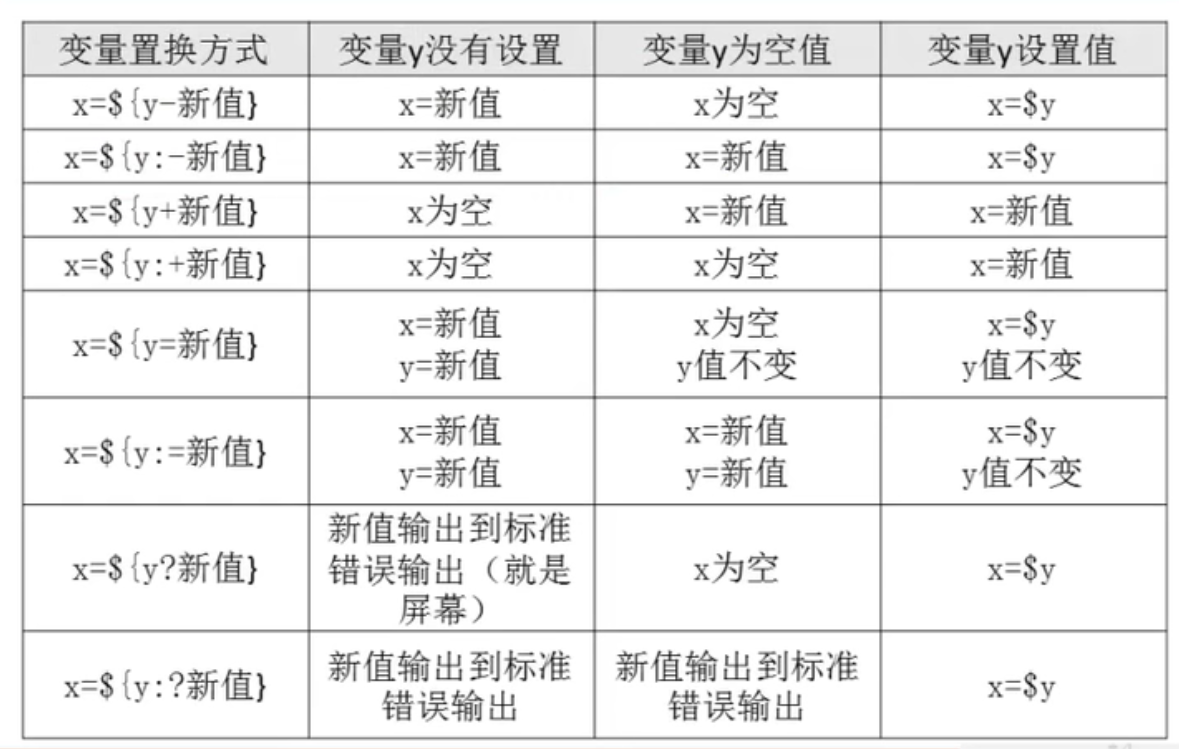 变量置换方式 变量y没有设置 变量y为空值 变量y设置值
x=${y-新值} x=新值 x为空 x=$y
x=${y:-新值} x=新值 x=新值 x=$y
x=${y+新值} x为空 x=新值 x=新值
x=${y:+新值} x为空 x为空 x=新值
x=${y=新值} x=新值 x为空 x=$y
y=新值 y值不变 y值不变
x=${y:=新值} x=新值 x=新值 x=$y
y=新值 y=新值 y值不变
x=${y?新值} 新值输出到标准 x为空 x=$y
错误输出（就是
屏幕）
x=${y:?新值} 新值输出到标准 新值输出到标准 x=$y
错误输出 错误输出